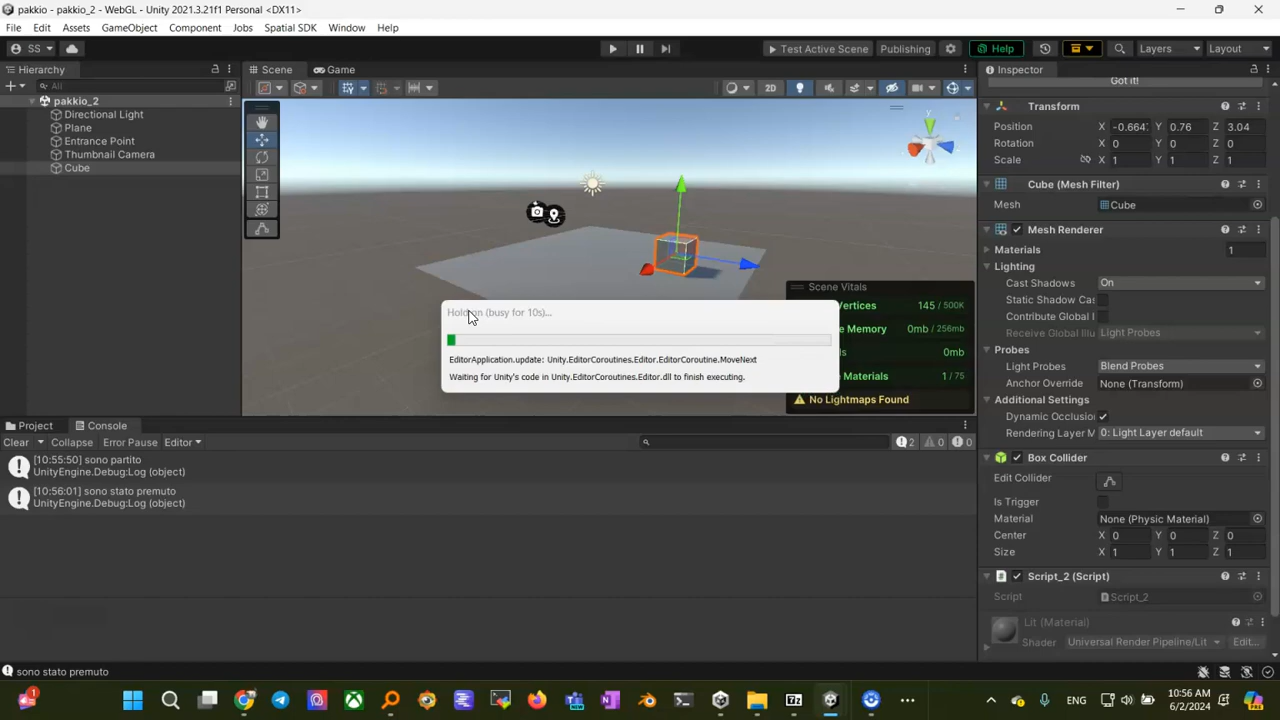 pakkio - pakkio_2 - WebGL - Unity 2021.3.21f1 Personal <DX11>
File Edit Assets GameObject Component Jobs Spatial SDK Window Help
SS Test Active Scene Publishing Help Layers Layout
Hierarchy Scene Game Inspector
All 2D Got it!
pakkio_2
Directional Light
Plane
Entrance Point
Thumbnail Camera
Cube
Transform
Position X -0.664 Y 0.76 Z 3.04
Rotation X 0 Y 0 Z 0
Scale X 1 Y 1 Z 1
Cube (Mesh Filter)
Mesh Cube
Mesh Renderer
Materials 1
Lighting
Cast Shadows On
Static Shadow Cas
Contribute Global I
Receive Global Illu Light Probes
Probes
Light Probes Blend Probes
Anchor Override None (Transform)
Additional Settings
Dynamic Occlusion
Rendering Layer M 0: Light Layer default
Box Collider
Edit Collider
Is Trigger
Material None (Physic Material)
Center X 0 Y 0 Z 0
Size X 1 Y 1 Z 1
Script_2 (Script)
Script Script_2
Lit (Material)
Shader Universal Render Pipeline/Lit Edit...
Scene Vitals
Vertices 145 / 500K
Memory 0mb / 256mb
0mb
Materials 1 / 75
No Lightmaps Found
(busy for 10s)...
EditorApplication.update: Unity.EditorCoroutines.Editor.EditorCoroutine.MoveNext
Waiting for Unity's code in Unity.EditorCoroutines.Editor.dll to finish executing.
Project Console
Clear Collapse Error Pause Editor 2 0 0
[10:55:50] sono partito
UnityEngine.Debug:Log (object)
[10:56:01] sono stato premuto
UnityEngine.Debug:Log (object)
sono stato premuto
ENG 10:56 AM
6/2/2024